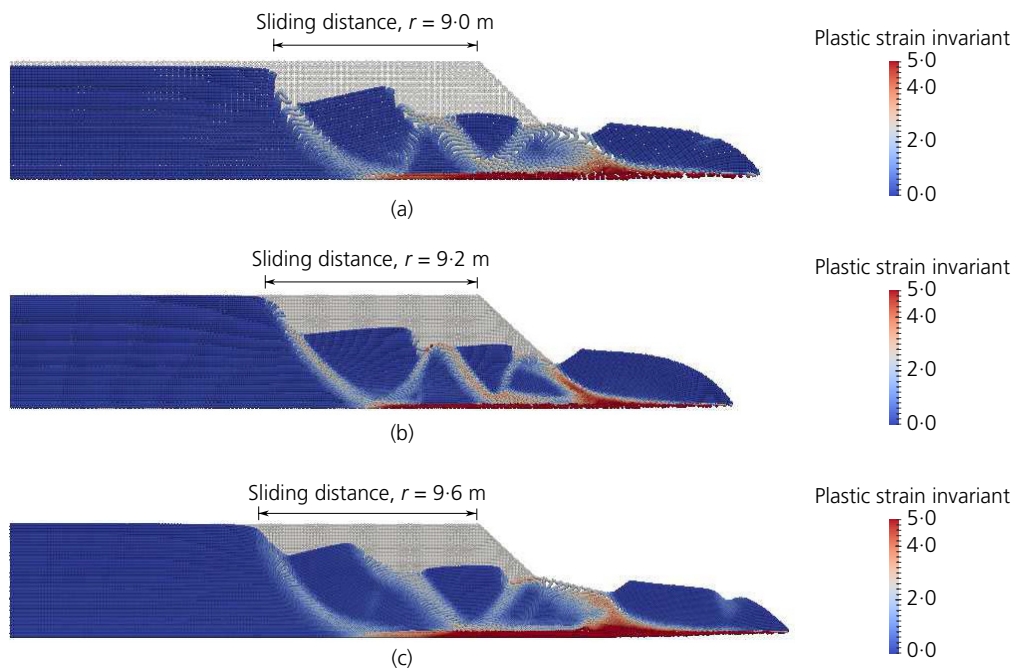 Sliding distance, r = 9·0 m
Plastic strain invariant
5·0
4·0
2·0
0·0
(a)
Sliding distance, r = 9·2 m
Plastic strain invariant
5·0
4·0
2·0
0·0
(b)
Sliding distance, r = 9·6 m
Plastic strain invariant
5·0
4·0
2·0
0·0
(c)